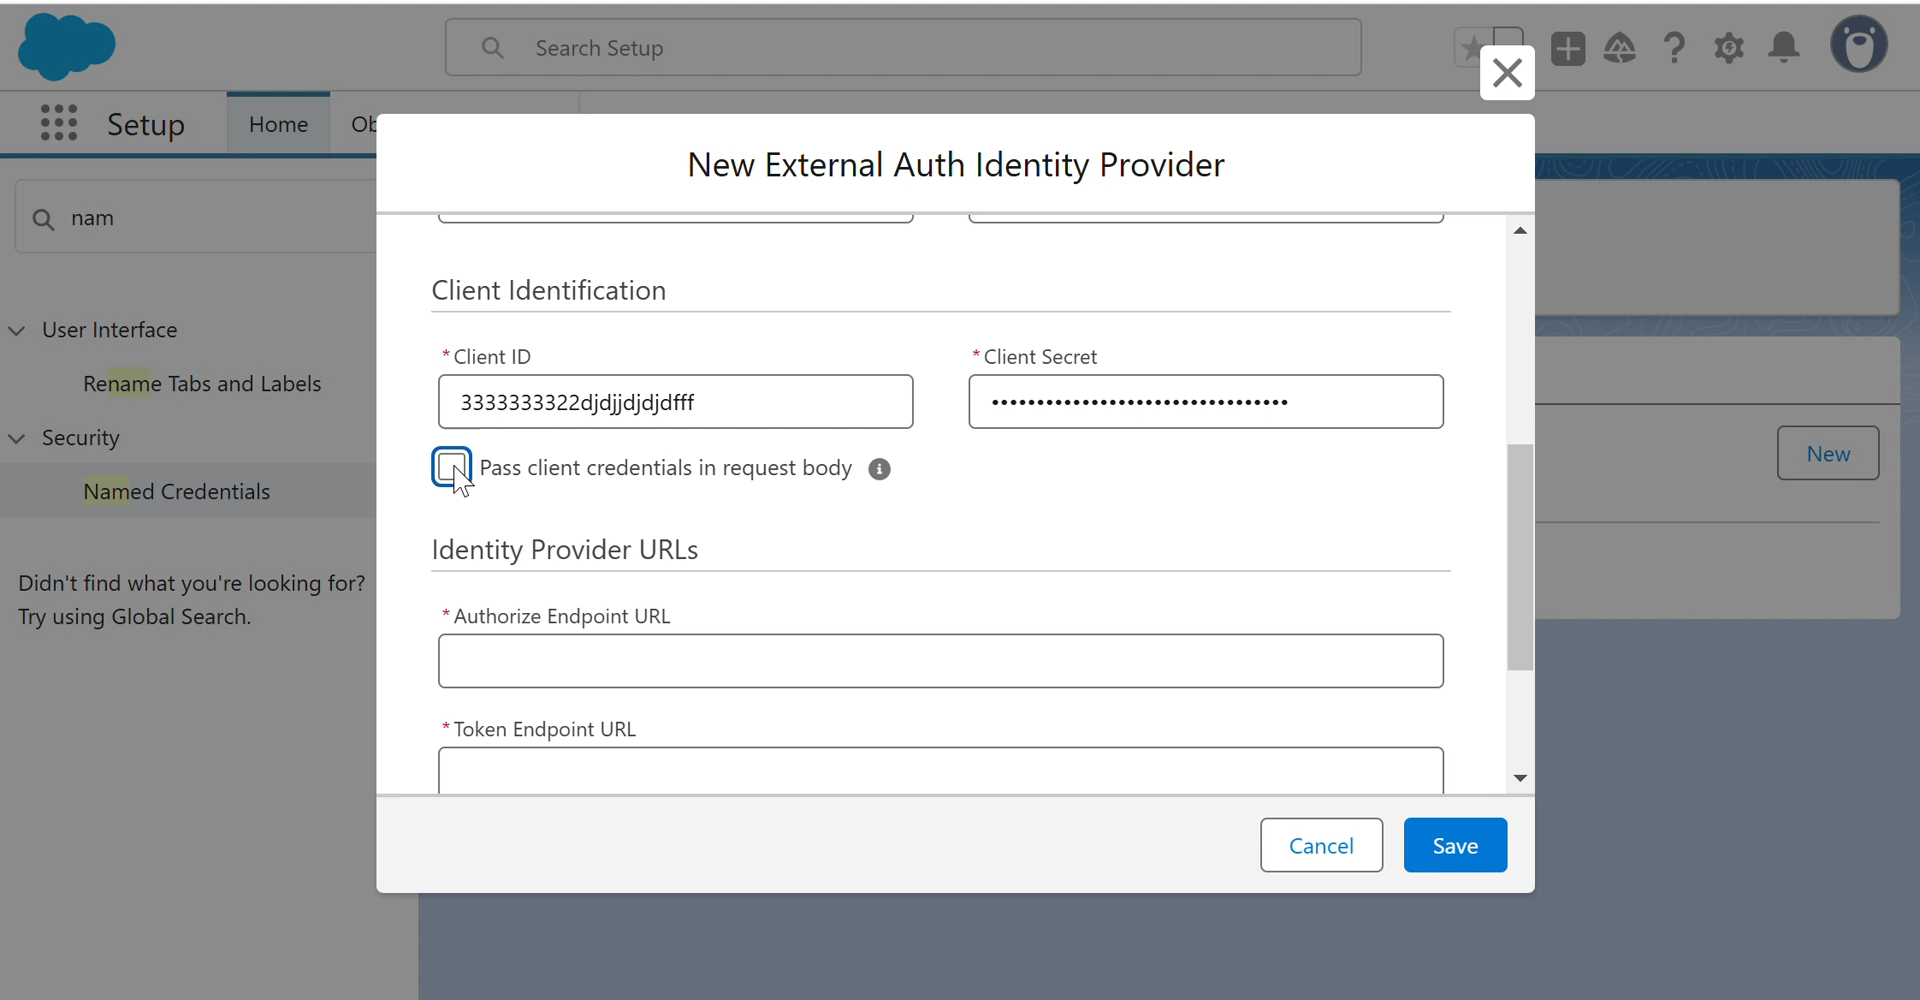 Search Setup
Setup
Home
Ob
New External Auth Identity Provider
nam
Client Identification
User Interface
* Client ID
* Client Secret
Rename Tabs and Labels
3333333322djdjjdjdjdfff
•••••••••••••••••••••••••••••••••
Security
Pass client credentials in request body
New
Named Credentials
Identity Provider URLs
Didn't find what you're looking for?
Try using Global Search.
* Authorize Endpoint URL
* Token Endpoint URL
Cancel
Save